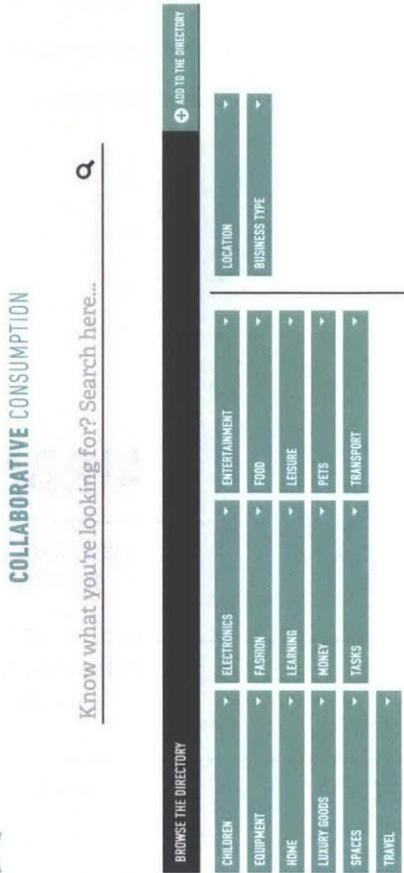 COLLABORATIVE CONSUMPTION
Know what you're looking for? Search here...
BROWSE THE DIRECTORY ADD TO THE DIRECTORY
CHILDREN ELECTRONICS ENTERTAINMENT LOCATION
EQUIPMENT FASHION FOOD BUSINESS TYPE
HOME LEARNING LEISURE
LUXURY GOODS MONEY PETS
SPACES TASKS TRANSPORT
TRAVEL